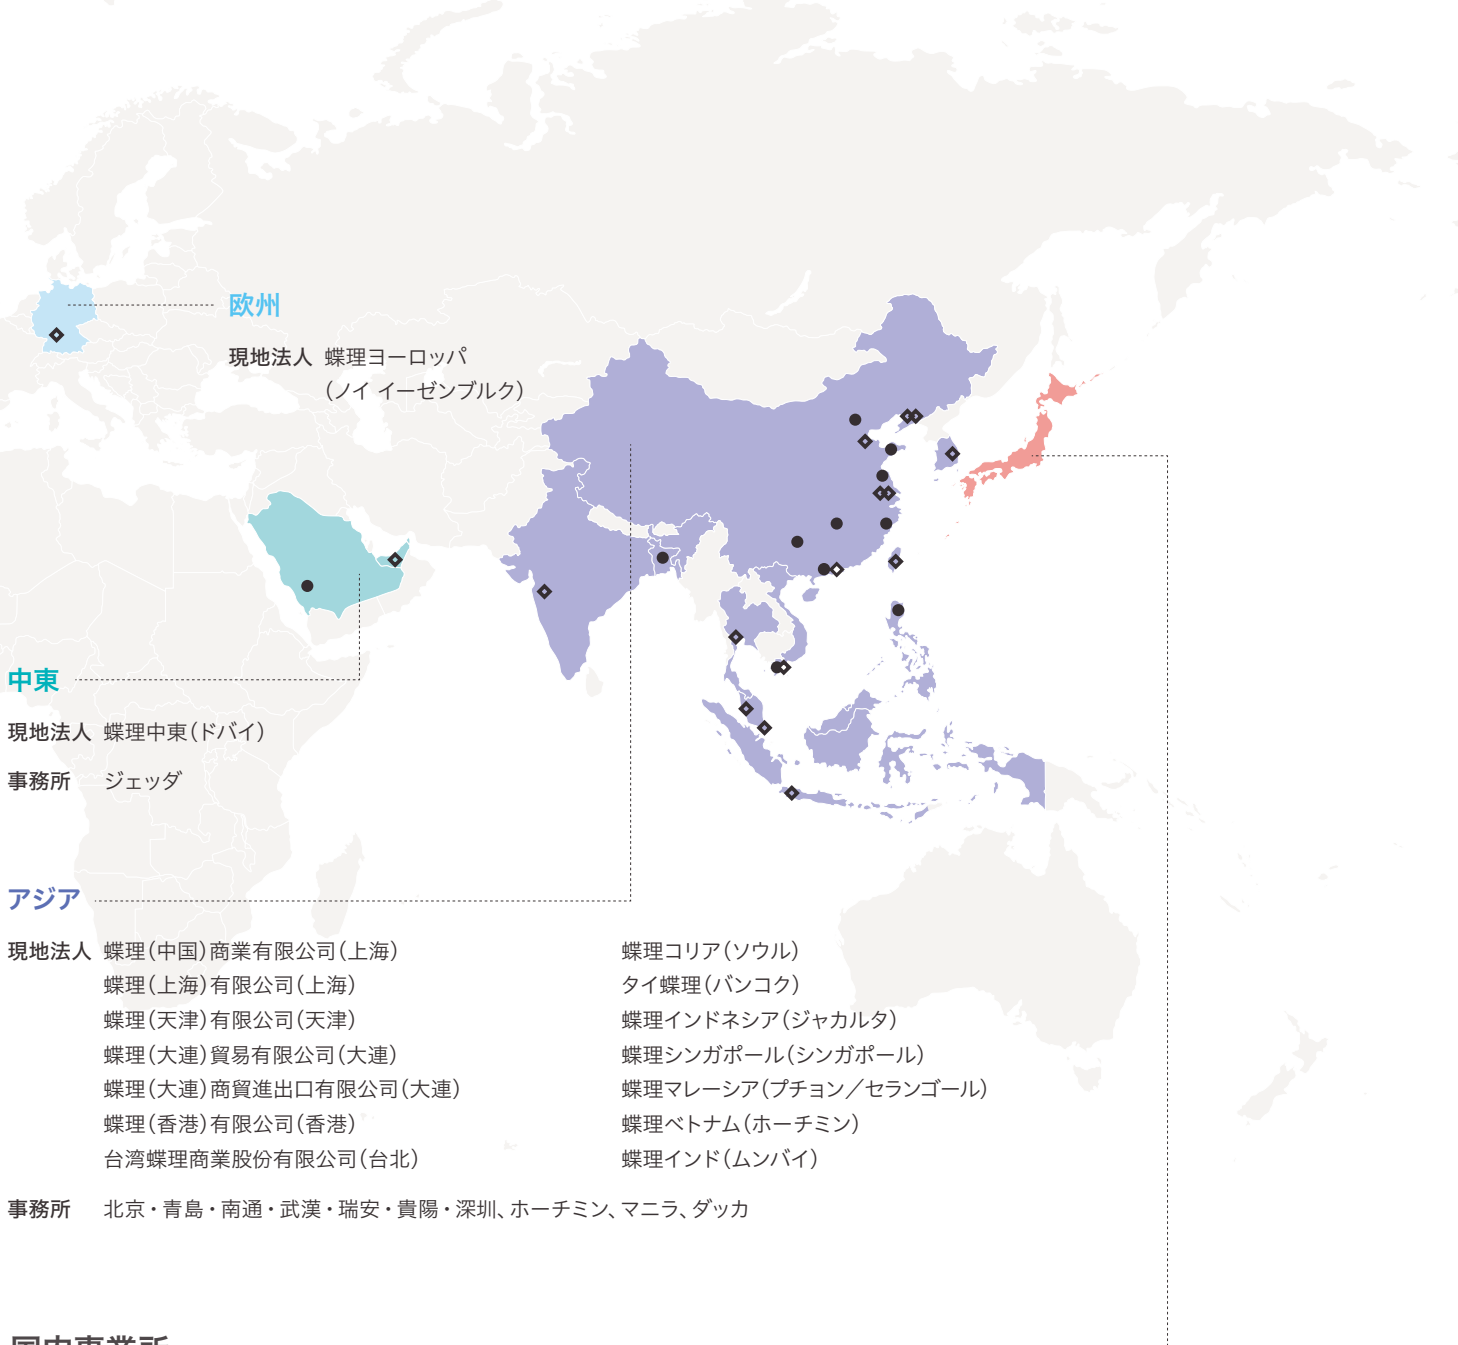 欧州
現地法人 蝶理ヨーロッパ
(ノイ イーゼンブルク)
中東
現地法人 蝶理中東(ドバイ)
事務所 ジェッダ
アジア
現地法人 蝶理(中国)商業有限公司(上海)
蝶理(上海)有限公司(上海)
蝶理(天津)有限公司(天津)
蝶理(大連)貿易有限公司(大連)
蝶理(大連)商貿進出口有限公司(大連)
蝶理(香港)有限公司(香港)
台湾蝶理商業股份有限公司(台北)
蝶理コリア(ソウル)
タイ蝶理(バンコク)
蝶理インドネシア(ジャカルタ)
蝶理シンガポール(シンガポール)
蝶理マレーシア(プチョン／セランゴール)
蝶理ベトナム(ホーチミン)
蝶理インド(ムンバイ)
事務所 北京・青島・南通・武漢・瑞安・貴陽・深圳、ホーチミン、マニラ、ダッカ
国内事業所